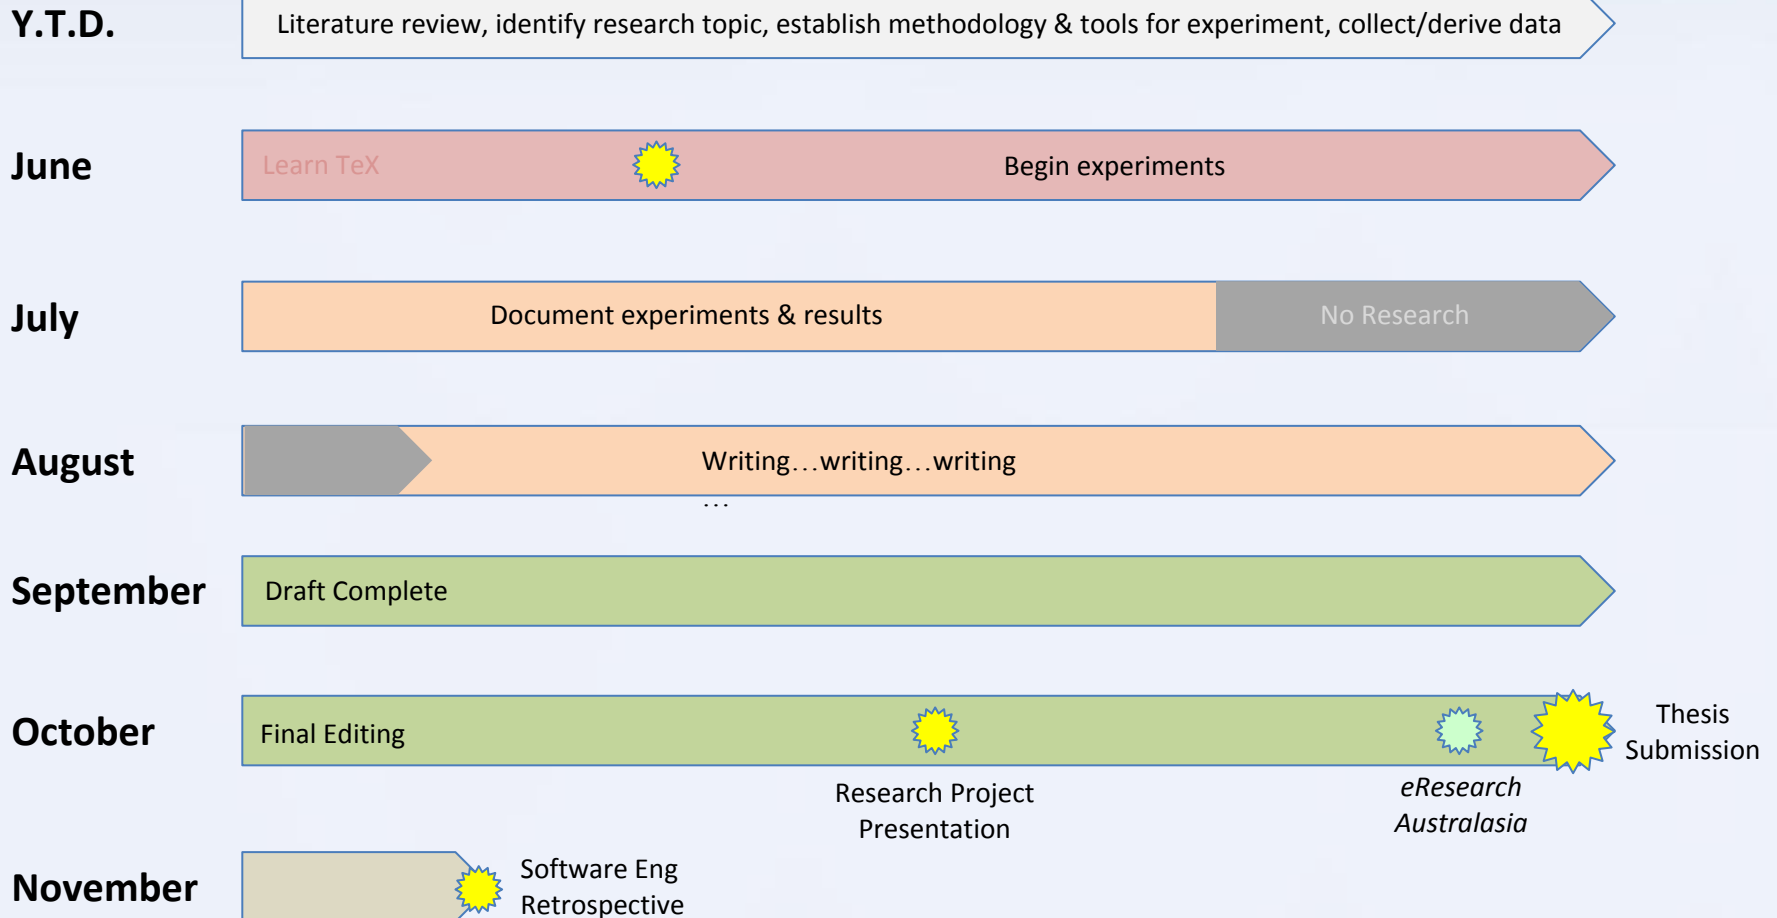 Y.T.D.
Literature review, identify research topic, establish methodology & tools for experiment, collect/derive data
June
Learn TeX
Begin experiments
July
Document experiments & results
No Research
August
Writing…writing…writing
…
September
Draft Complete
October
Final Editing
Thesis
Submission
Research Project
Presentation
eResearch
Australasia
November
Software Eng
Retrospective